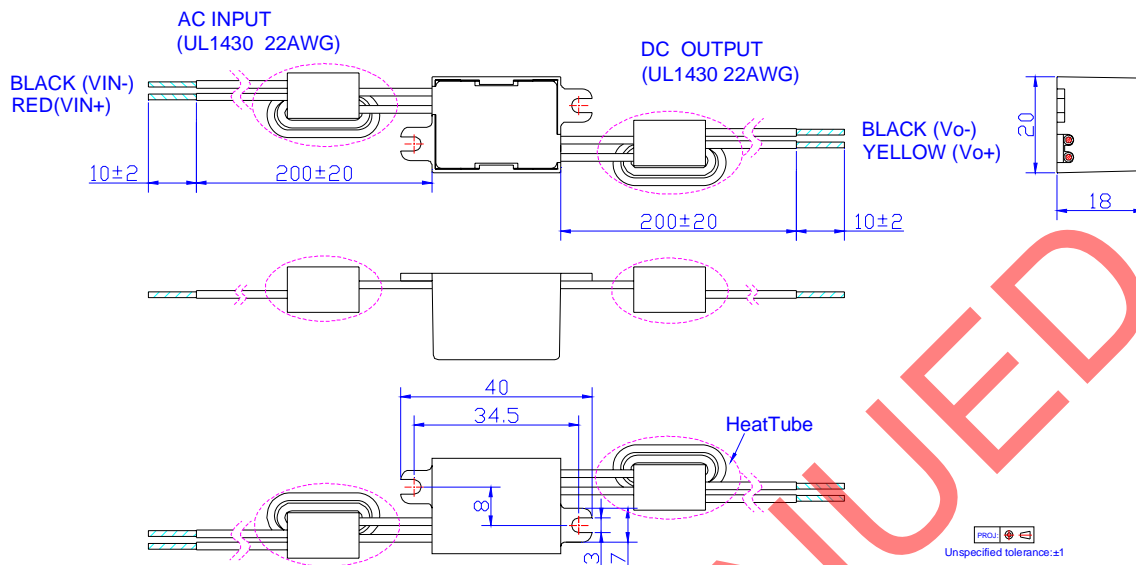 AC INPUT
(UL1430 22AWG)
DC OUTPUT
(UL1430 22AWG)
BLACK (VIN-)
RED(VIN+)
BLACK (Vo-)
YELLOW (Vo+)
10±2
200±20
200±20
10±2
20
18
40
34.5
HeatTube
8
3
7
PROJ:
Unspecified tolerance:±1
NUED